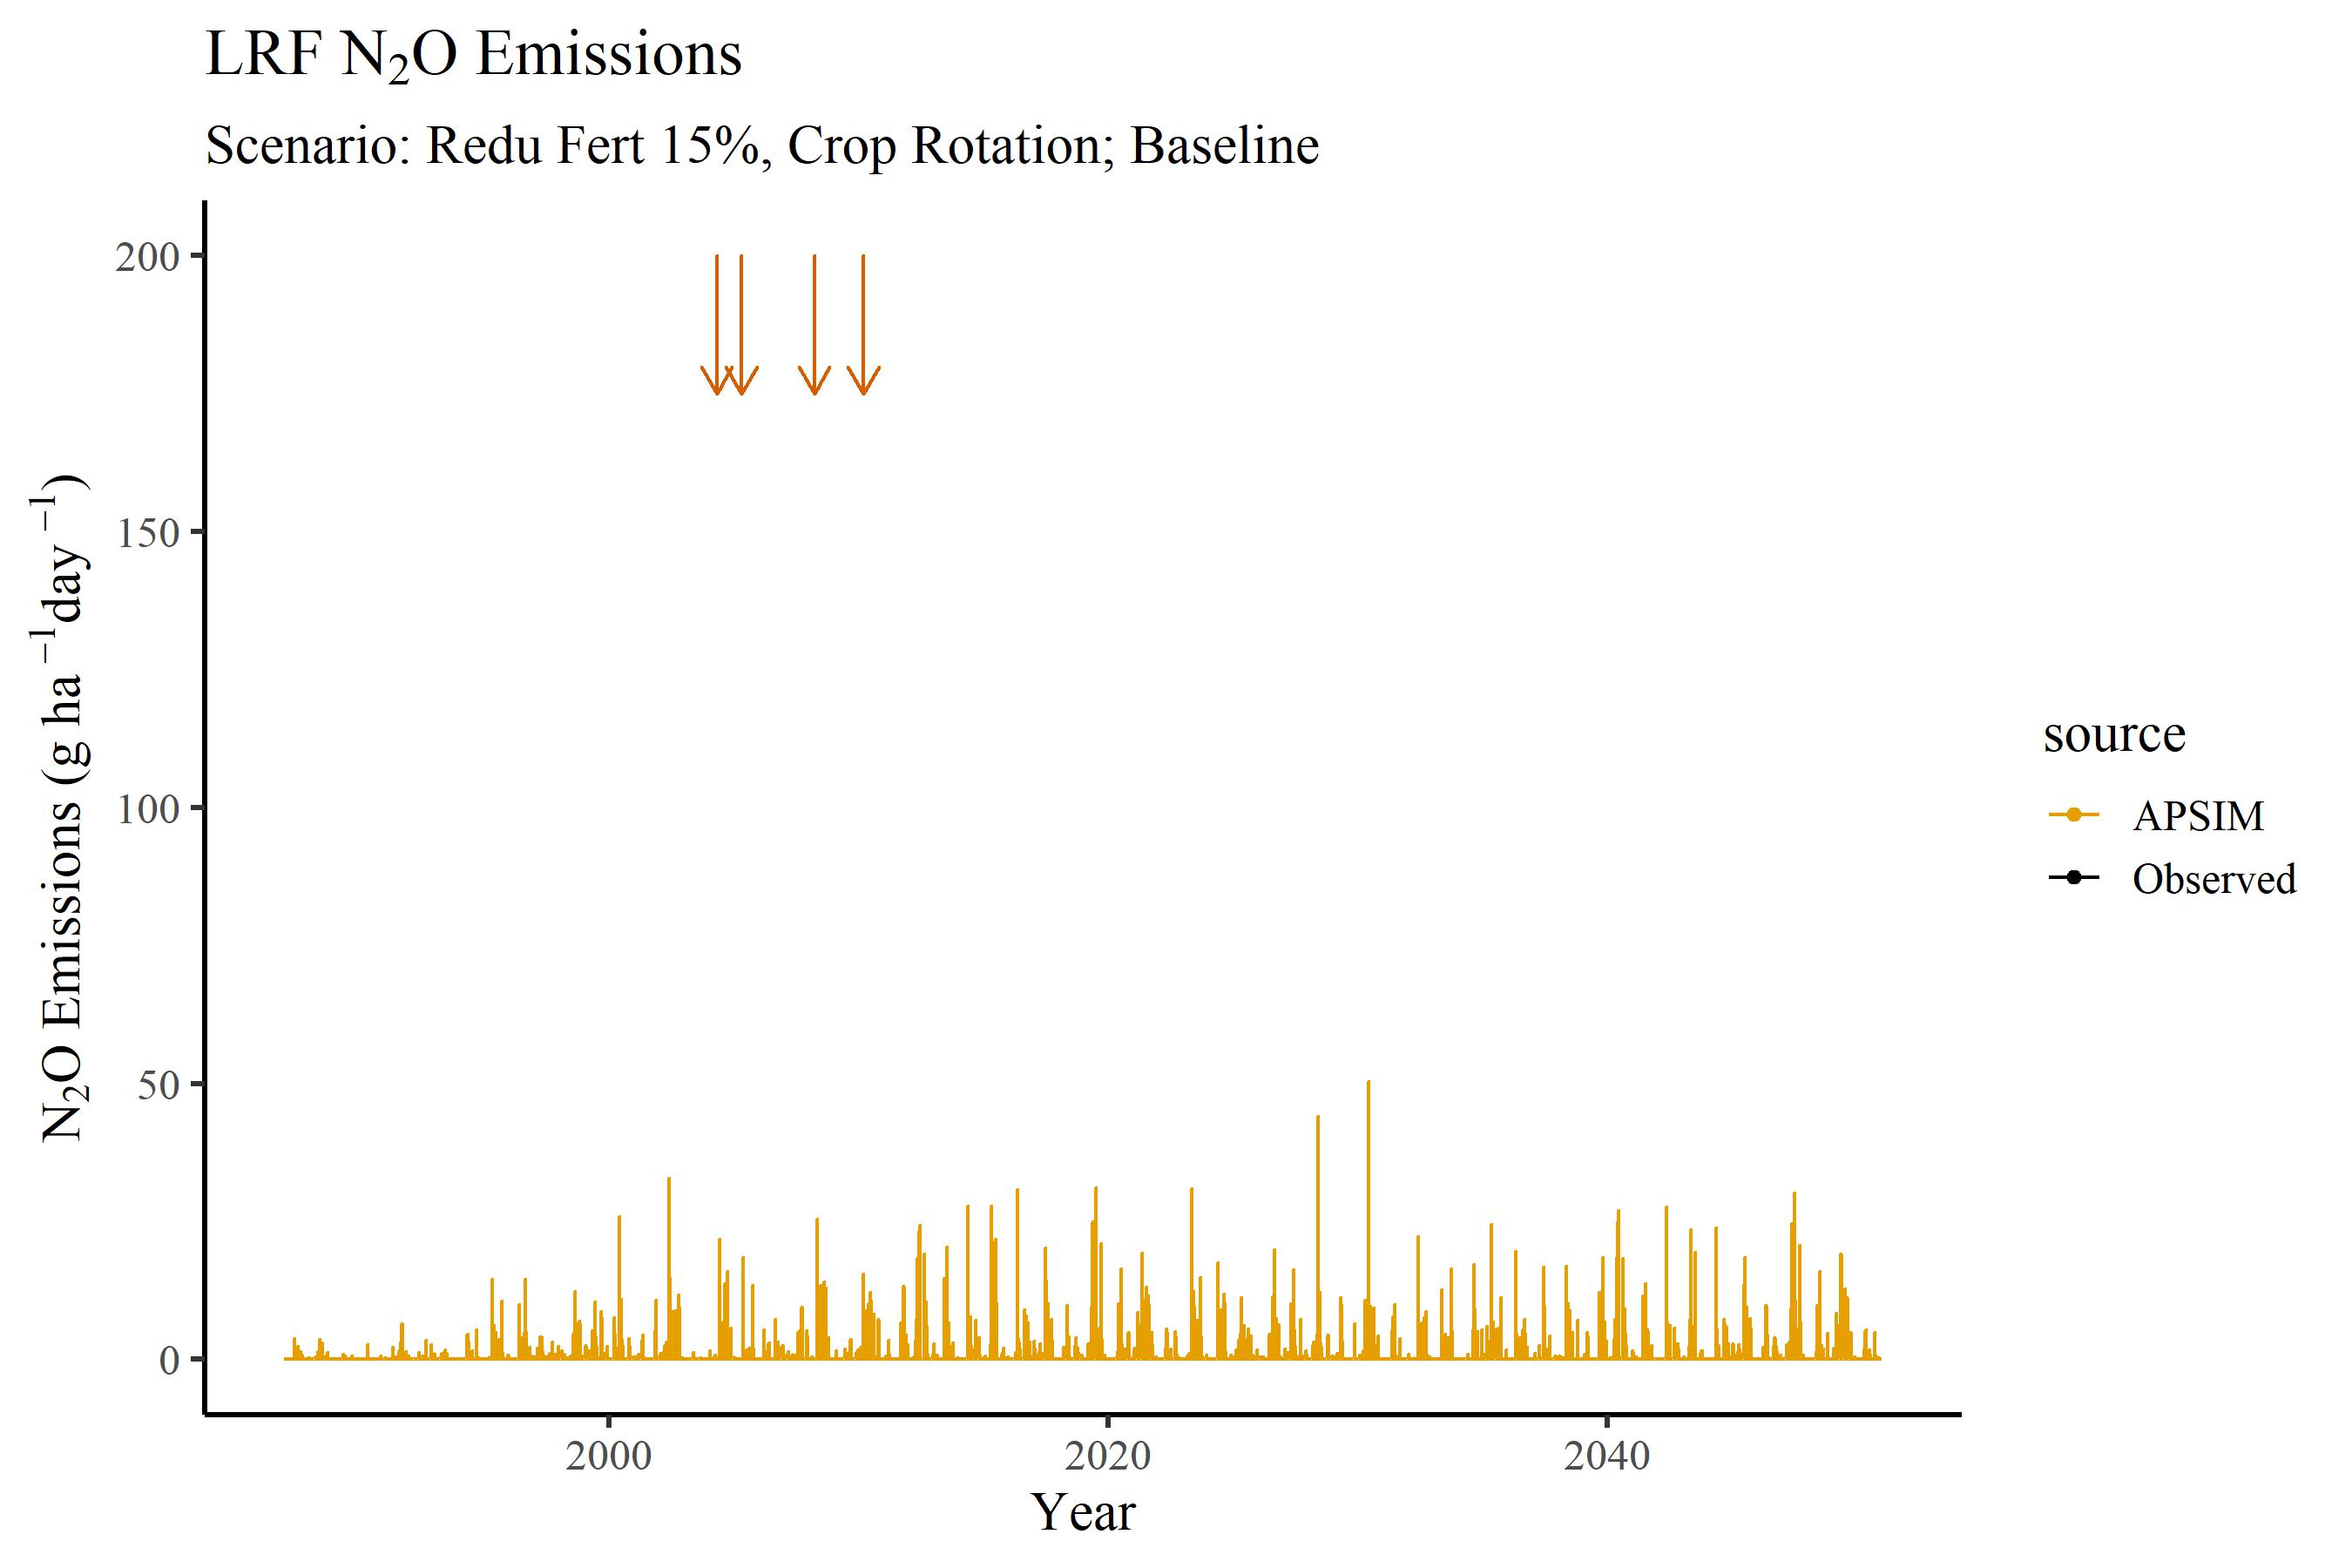 LRF N₂O Emissions
Scenario: Redu Fert 15%, Crop Rotation; Baseline
N₂O Emissions (g ha ⁻¹day ⁻¹)
200
150
100
50
0
2000 2020 2040
Year
source
APSIM
Observed